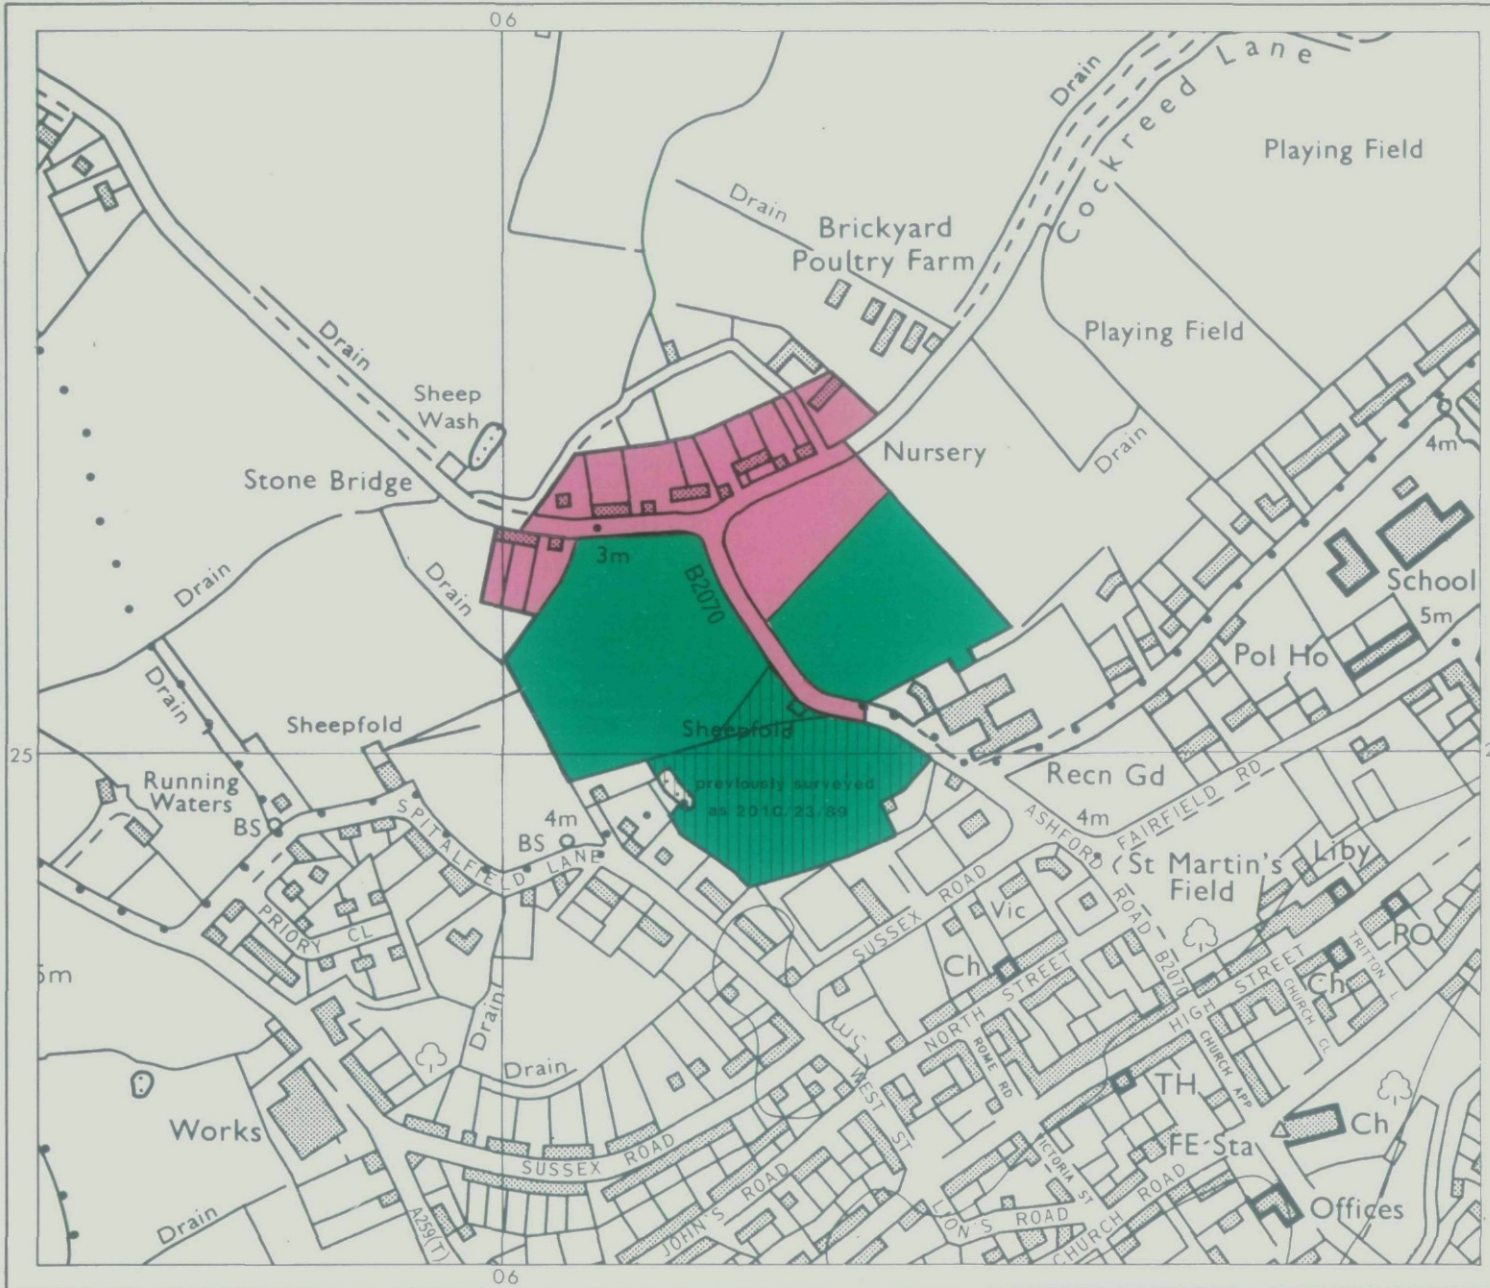 06
Drain
Cockreed Lane
Playing Field
Drain
Brickyard
Poultry Farm
Playing Field
Drain
Sheep
Wash
Nursery
Drain
4m
Stone Bridge
3m
B2070
School
5m
Drain
Drain
Pol Ho
Drain
Sheepfold
Sheepfold
25
Running
Waters
previously surveyed
as 2010/23/89
Recn Gd
FAIRFIELD RD
BS
SPITALFIELD LANE
4m
BS
ASHFORD ROAD
4m
St Martin's
Field
Liby
PRIORY CL
SUSSEX ROAD
Vic
B2070
TRITTON L
PO
Ch
NORTH STREET
HIGH STREET
Ch
CHURCH CL
5m
Drain
5m
ROME RD
CHURCH APP
Drain
WEST ST
TH
Works
Ch
FE Sta
SUSSEX ROAD
VICTORIA ST
Offices
Drain
A259(T)
JOHN'S ROAD
LION'S ROAD
CHURCH ROAD
06